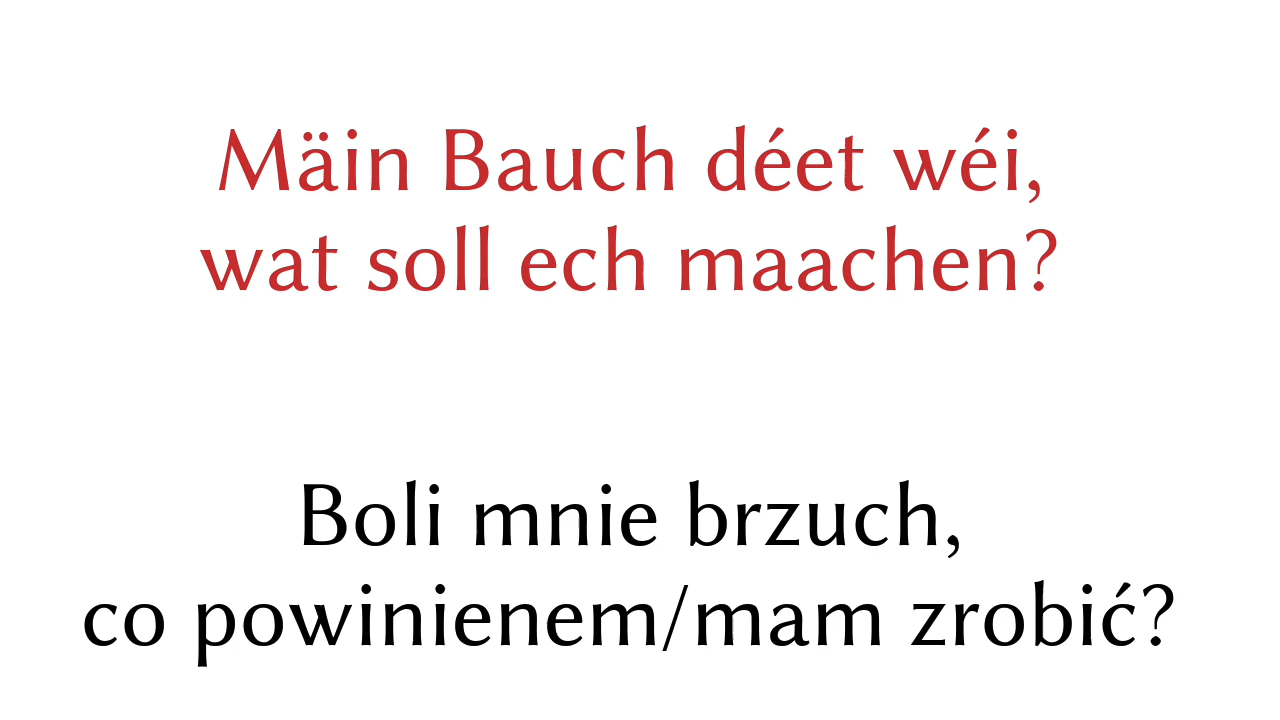 Mäin Bauch déet wéi,
wat soll ech maachen?
Boli mnie brzuch,
co powinienem/mam zrobić?